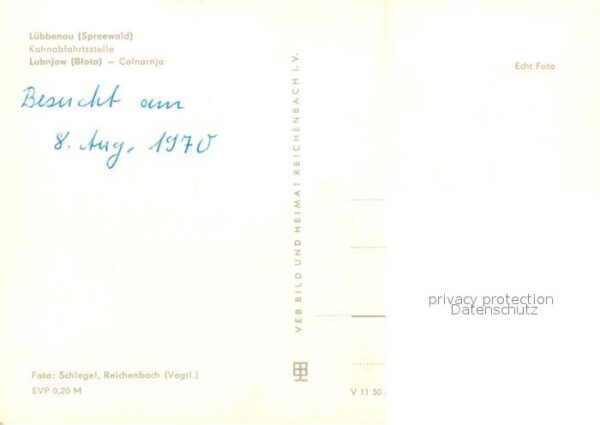 Lübbenau (Spreewald)
Kahnabfahrtsstelle
Lubnjow (Błota) – Colnarnja
Echt Foto
Besucht am
8. Aug. 1970
VEB BILD UND HEIMAT REICHENBACH I. V.
privacy protection
Datenschutz
Foto: Schlegel, Reichenbach (Vogtl.)
EVP 0,20 M
V 11 50